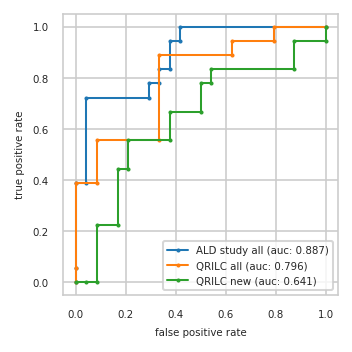 1.0
0.8
0.6
0.4
0.2
0.0
true positive rate
ALD study all (auc: 0.887)
QRILC all (auc: 0.796)
QRILC new (auc: 0.641)
0.0 0.2 0.4 0.6 0.8 1.0
false positive rate